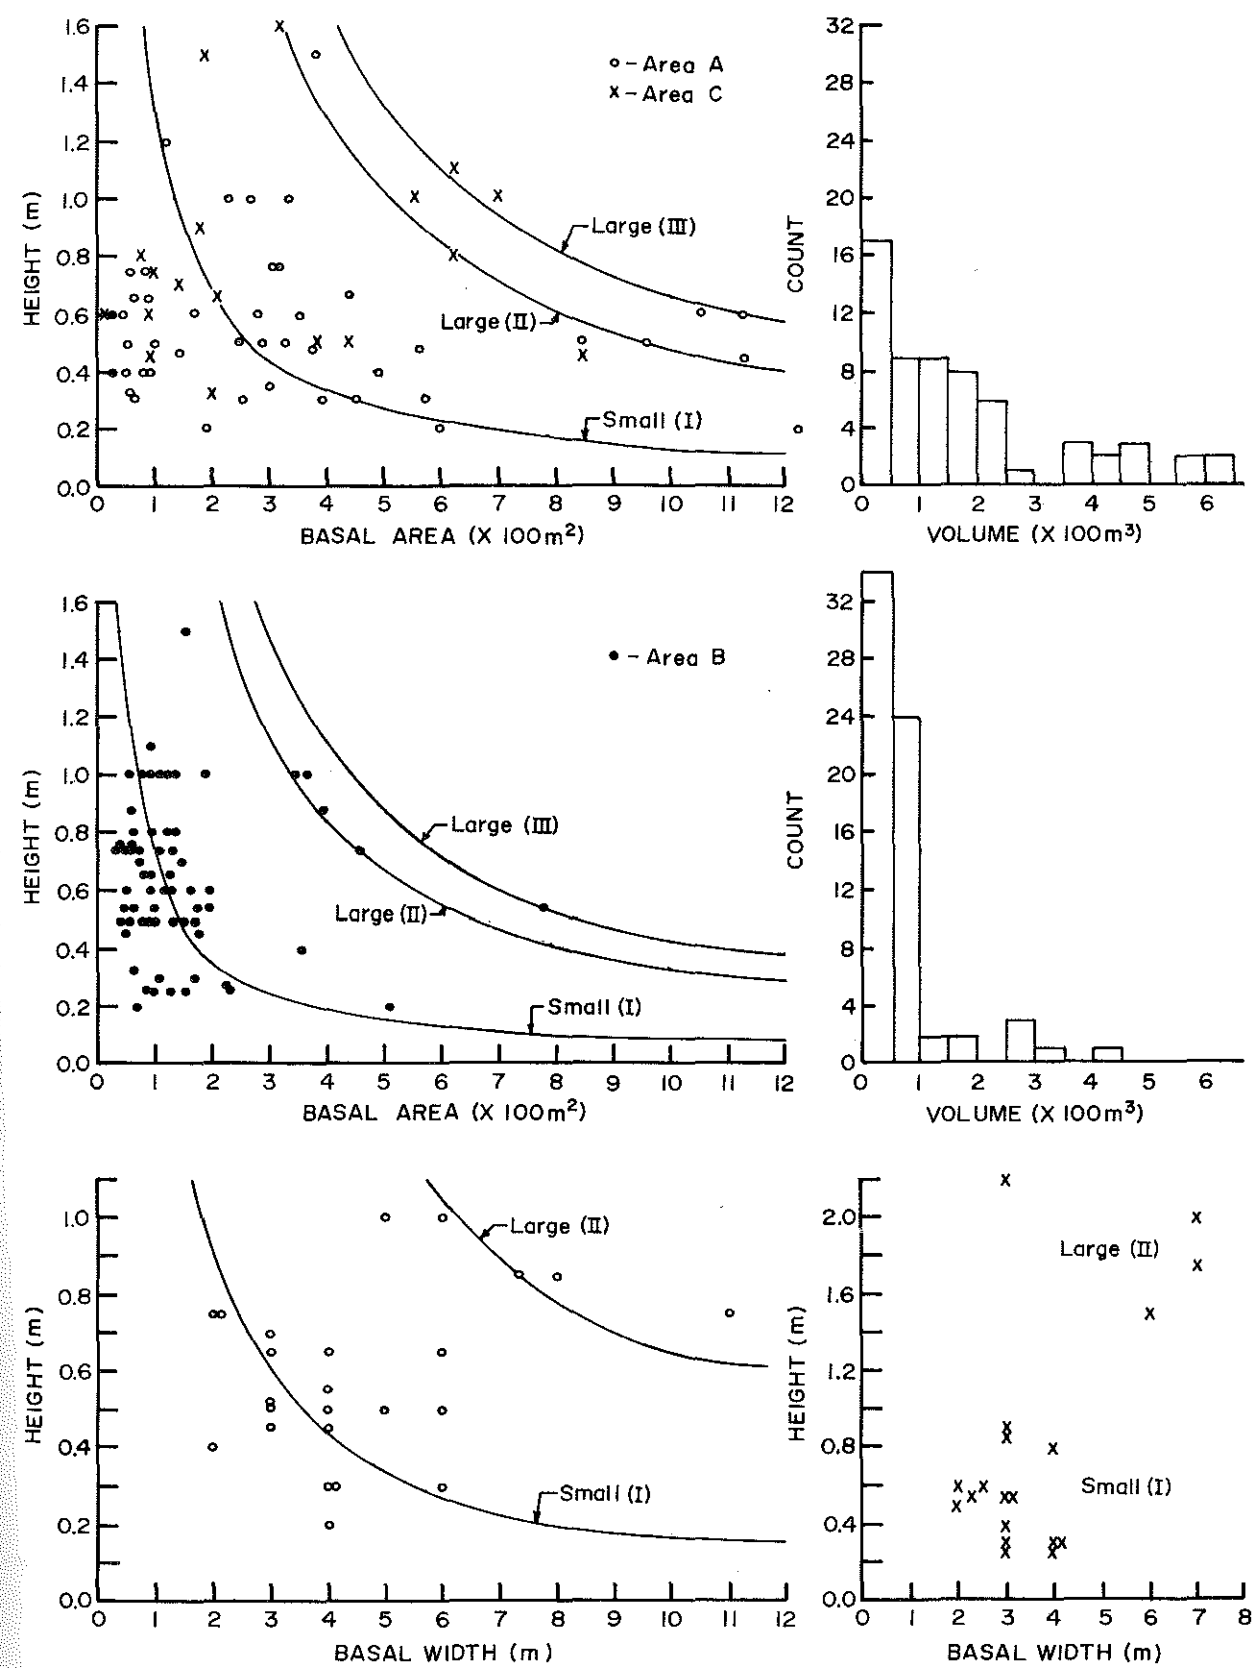 1.6
1.4
1.2
1.0
0.8
0.6
0.4
0.2
0.0
HEIGHT (m)
o - Area A
x - Area C
Large (III)
Large (II)
Small (I)
0 1 2 3 4 5 6 7 8 9 10 11 12
BASAL AREA (X 100m²)
32
28
24
20
16
12
8
4
0
COUNT
0 1 2 3 4 5 6
VOLUME (X 100m³)
1.6
1.4
1.2
1.0
0.8
0.6
0.4
0.2
0.0
HEIGHT (m)
● - Area B
Large (III)
Large (II)
Small (I)
0 1 2 3 4 5 6 7 8 9 10 11 12
BASAL AREA (X 100m²)
32
28
24
20
16
12
8
4
0
COUNT
0 1 2 3 4 5 6
VOLUME (X 100m³)
1.0
0.8
0.6
0.4
0.2
0.0
HEIGHT (m)
Large (II)
Small (I)
0 1 2 3 4 5 6 7 8 9 10 11 12
BASAL WIDTH (m)
2.0
1.6
1.2
0.8
0.4
0.0
HEIGHT (m)
Large (II)
Small (I)
0 1 2 3 4 5 6 7 8
BASAL WIDTH (m)